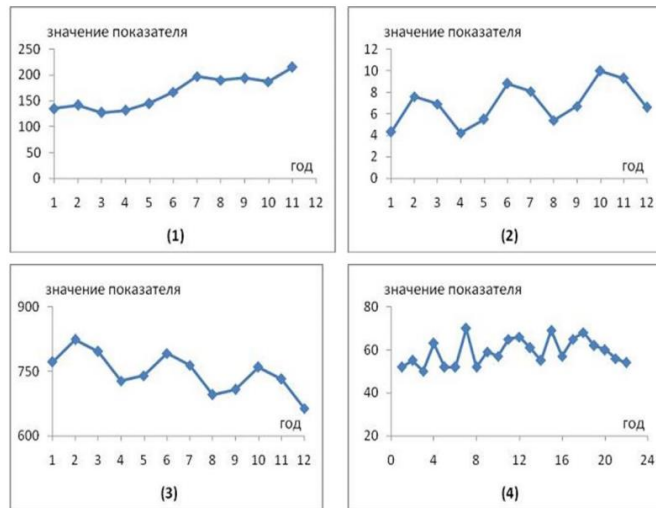 значение показателя
250
200
150
100
50
0
год
1 2 3 4 5 6 7 8 9 10 11 12
(1)
значение показателя
12
10
8
6
4
2
0
год
1 2 3 4 5 6 7 8 9 10 11 12
(2)
значение показателя
900
750
600
год
1 2 3 4 5 6 7 8 9 10 11 12
(3)
значение показателя
80
60
40
20
год
0 4 8 12 16 20 24
(4)